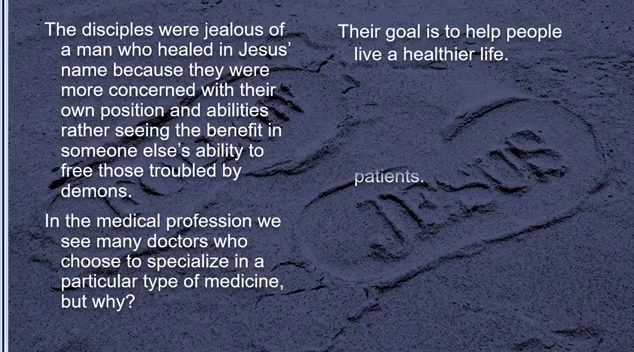 The disciples were jealous of
a man who healed in Jesus’
name because they were
more concerned with their
own position and abilities
rather seeing the benefit in
someone else’s ability to
free those troubled by
demons.
In the medical profession we
see many doctors who
choose to specialize in a
particular type of medicine,
but why?
Their goal is to help people
live a healthier life.
patients.
JESUS